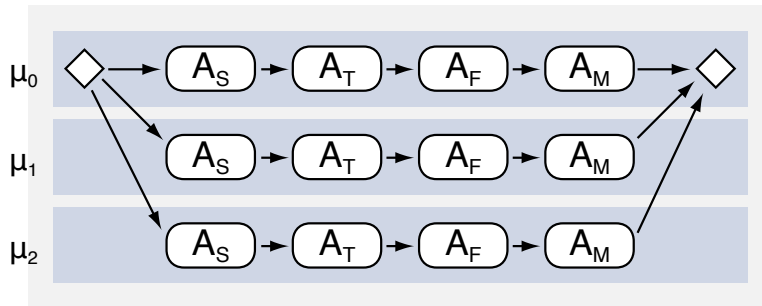 μ0 AS AT AF AM
μ1 AS AT AF AM
μ2 AS AT AF AM